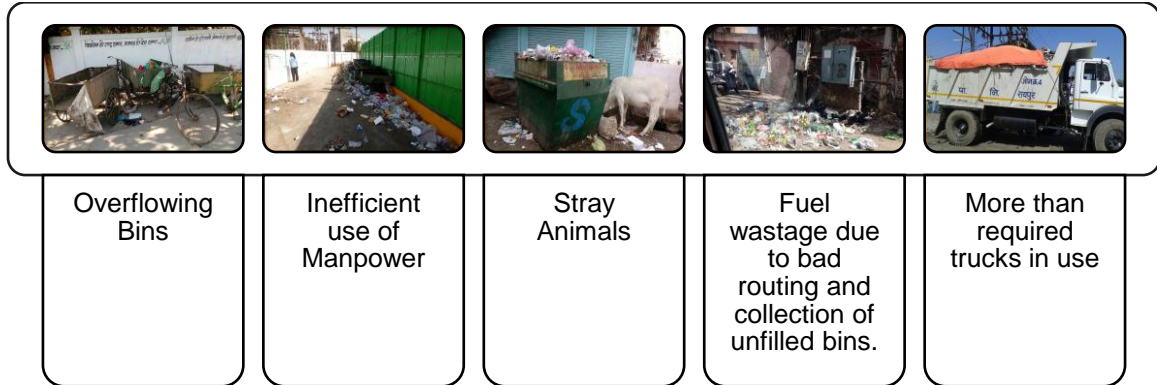 न. पा. नि. रायपुर
Overflowing
Bins
Inefficient
use of
Manpower
Stray
Animals
Fuel
wastage due
to bad
routing and
collection of
unfilled bins.
More than
required
trucks in use